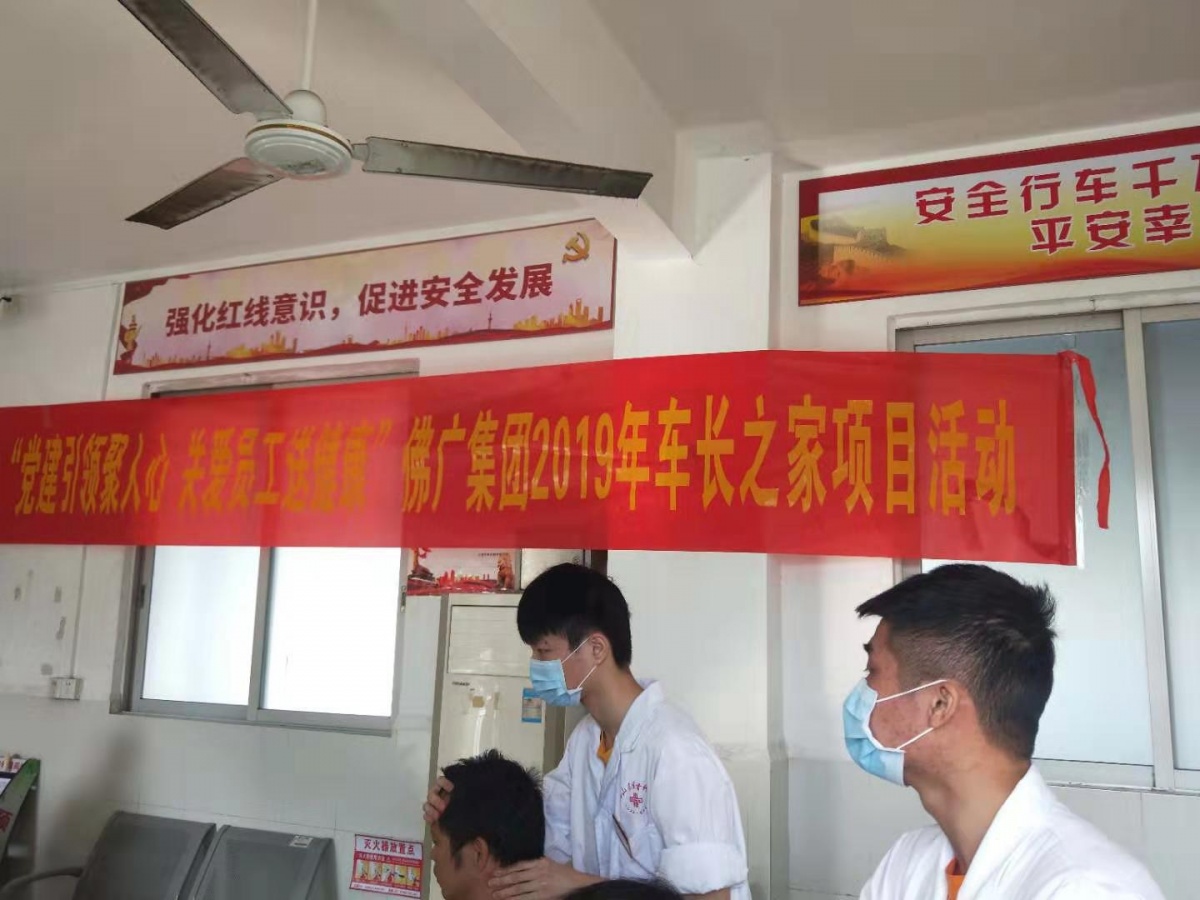 安全行车千
平安幸
强化红线意识，促进安全发展
“党建引领聚人心 关爱员工送健康”佛广集团2019年车长之家项目活动
灭火器放置点